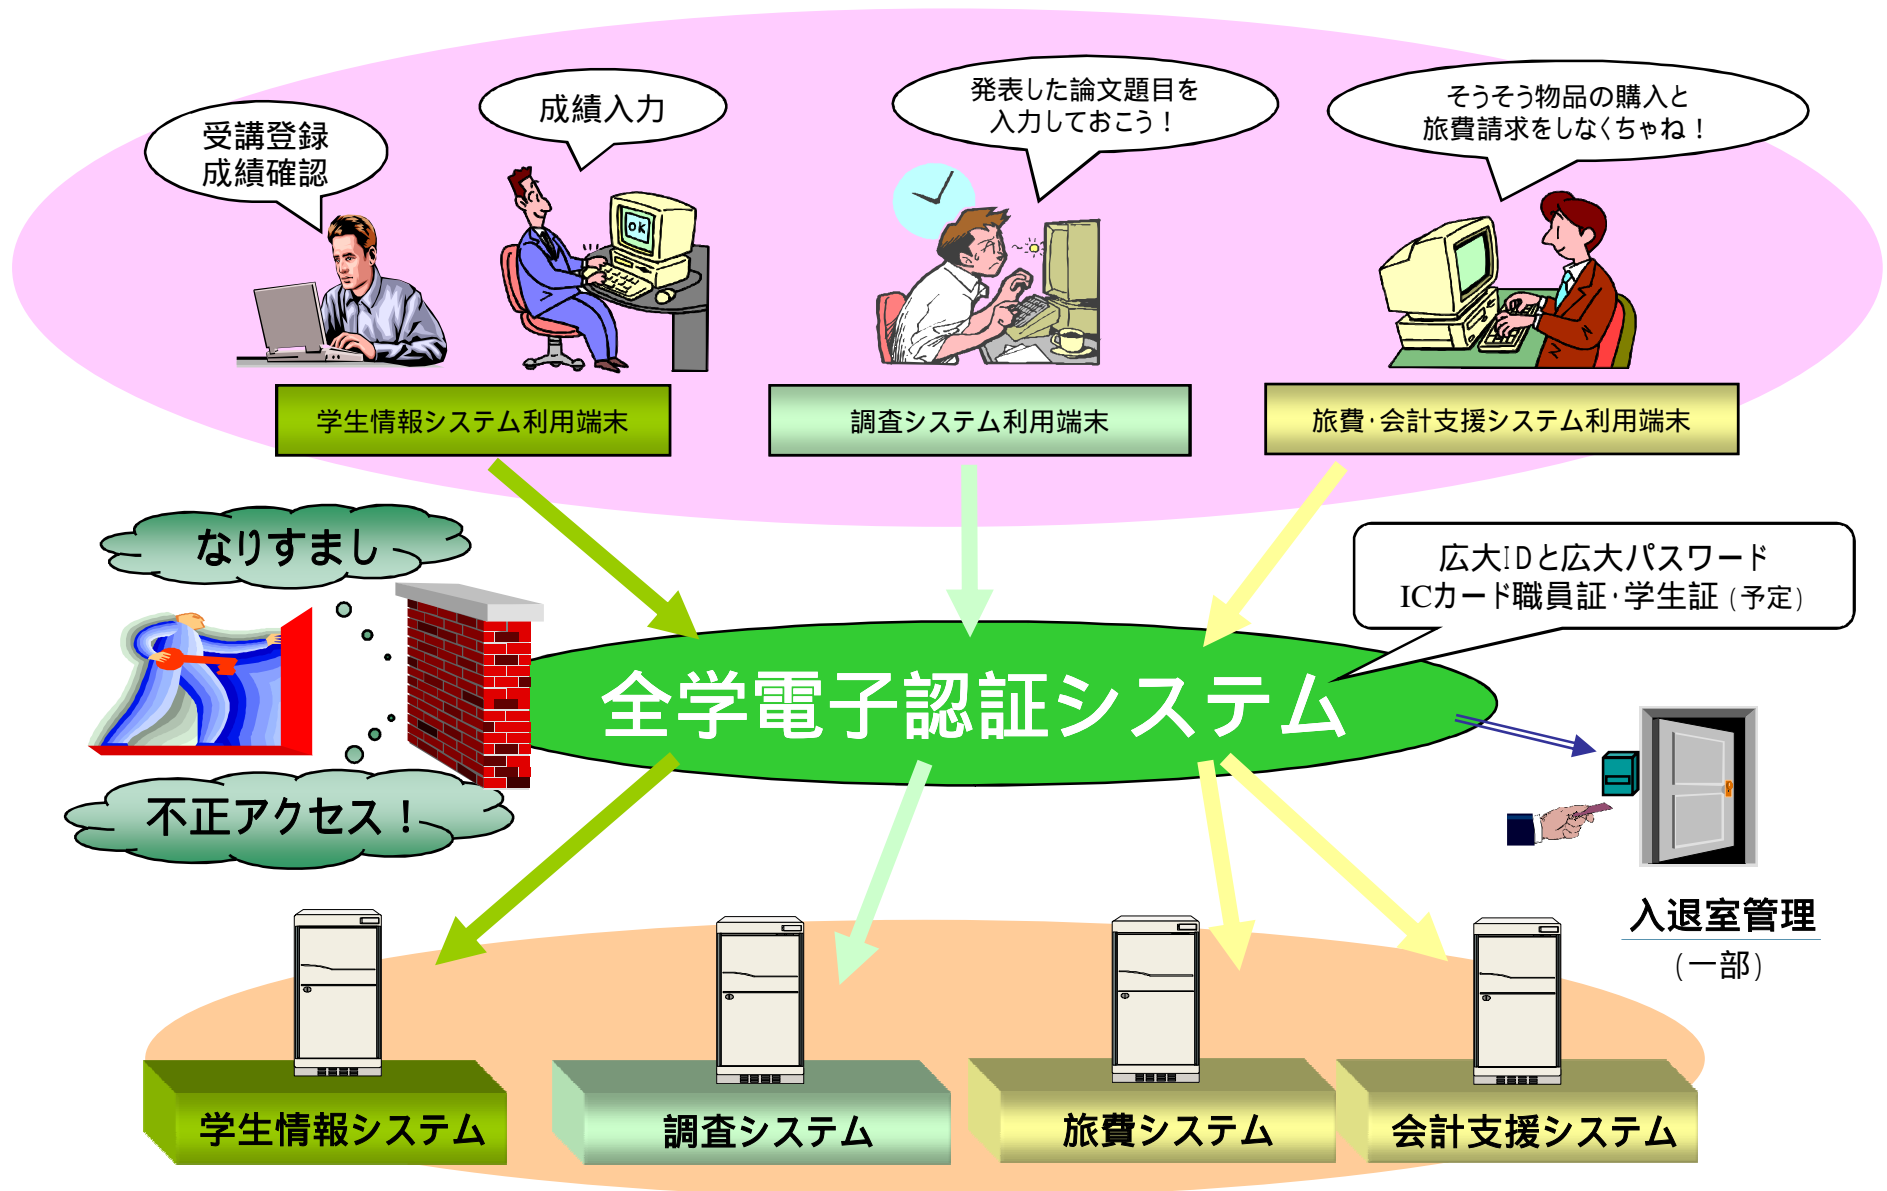 受講登録
成績確認
成績入力
発表した論文題目を
入力しておこう！
そうそう物品の購入と
旅費請求をしなくちゃね！
OK
学生情報システム利用端末
調査システム利用端末
旅費・会計支援システム利用端末
なりすまし
広大IDと広大パスワード
ICカード職員証・学生証（予定）
全学電子認証システム
不正アクセス！
入退室管理
（一部）
学生情報システム
調査システム
旅費システム
会計支援システム